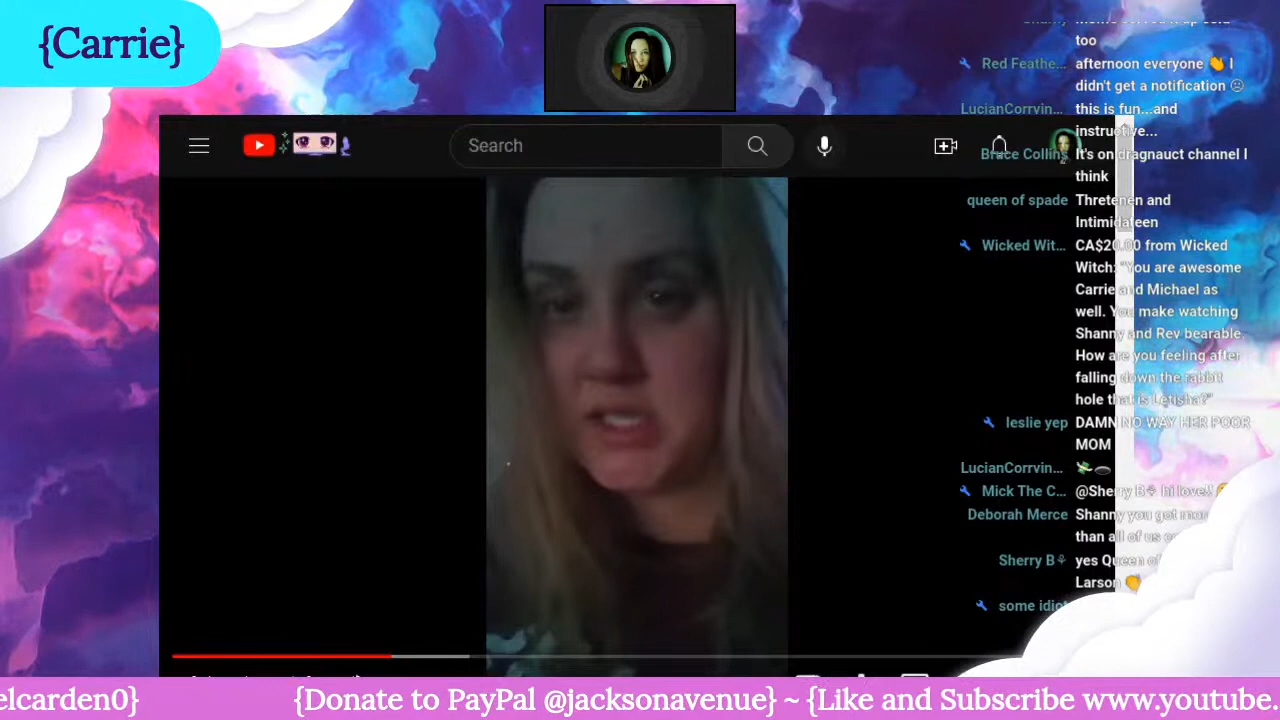 {Carrie}
Search
too
Red Feathe... afternoon everyone 👏 I
didn't get a notification ☹
LucianCorrvin... this is fun...and
instructive...
Bruce Collins It's on dragnauct channel I
think
queen of spade Thretenen and
Intimidateen
Wicked Wit... CA$20.00 from Wicked
Witch: "You are awesome
Carrie and Michael as
well. You make watching
Shanny and Rev bearable.
How are you feeling after
falling down the rabbit
hole that is Letisha?"
leslie yep DAMN NO WAY HER POOR
MOM
LucianCorrvin... 💸🕳
Mick The C... @Sherry B⚘ hi love!!
Deborah Merce Shanny you got
than all of us
Sherry B⚘ yes Queen
Larson 👏
some idiot
elcarden0} {Donate to PayPal @jacksonavenue} ~ {Like and Subscribe www.youtube.